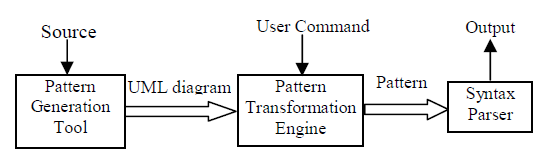 Source
User Command
Output
Pattern
Generation
Tool
UML diagram
Pattern
Transformation
Engine
Pattern
Syntax
Parser